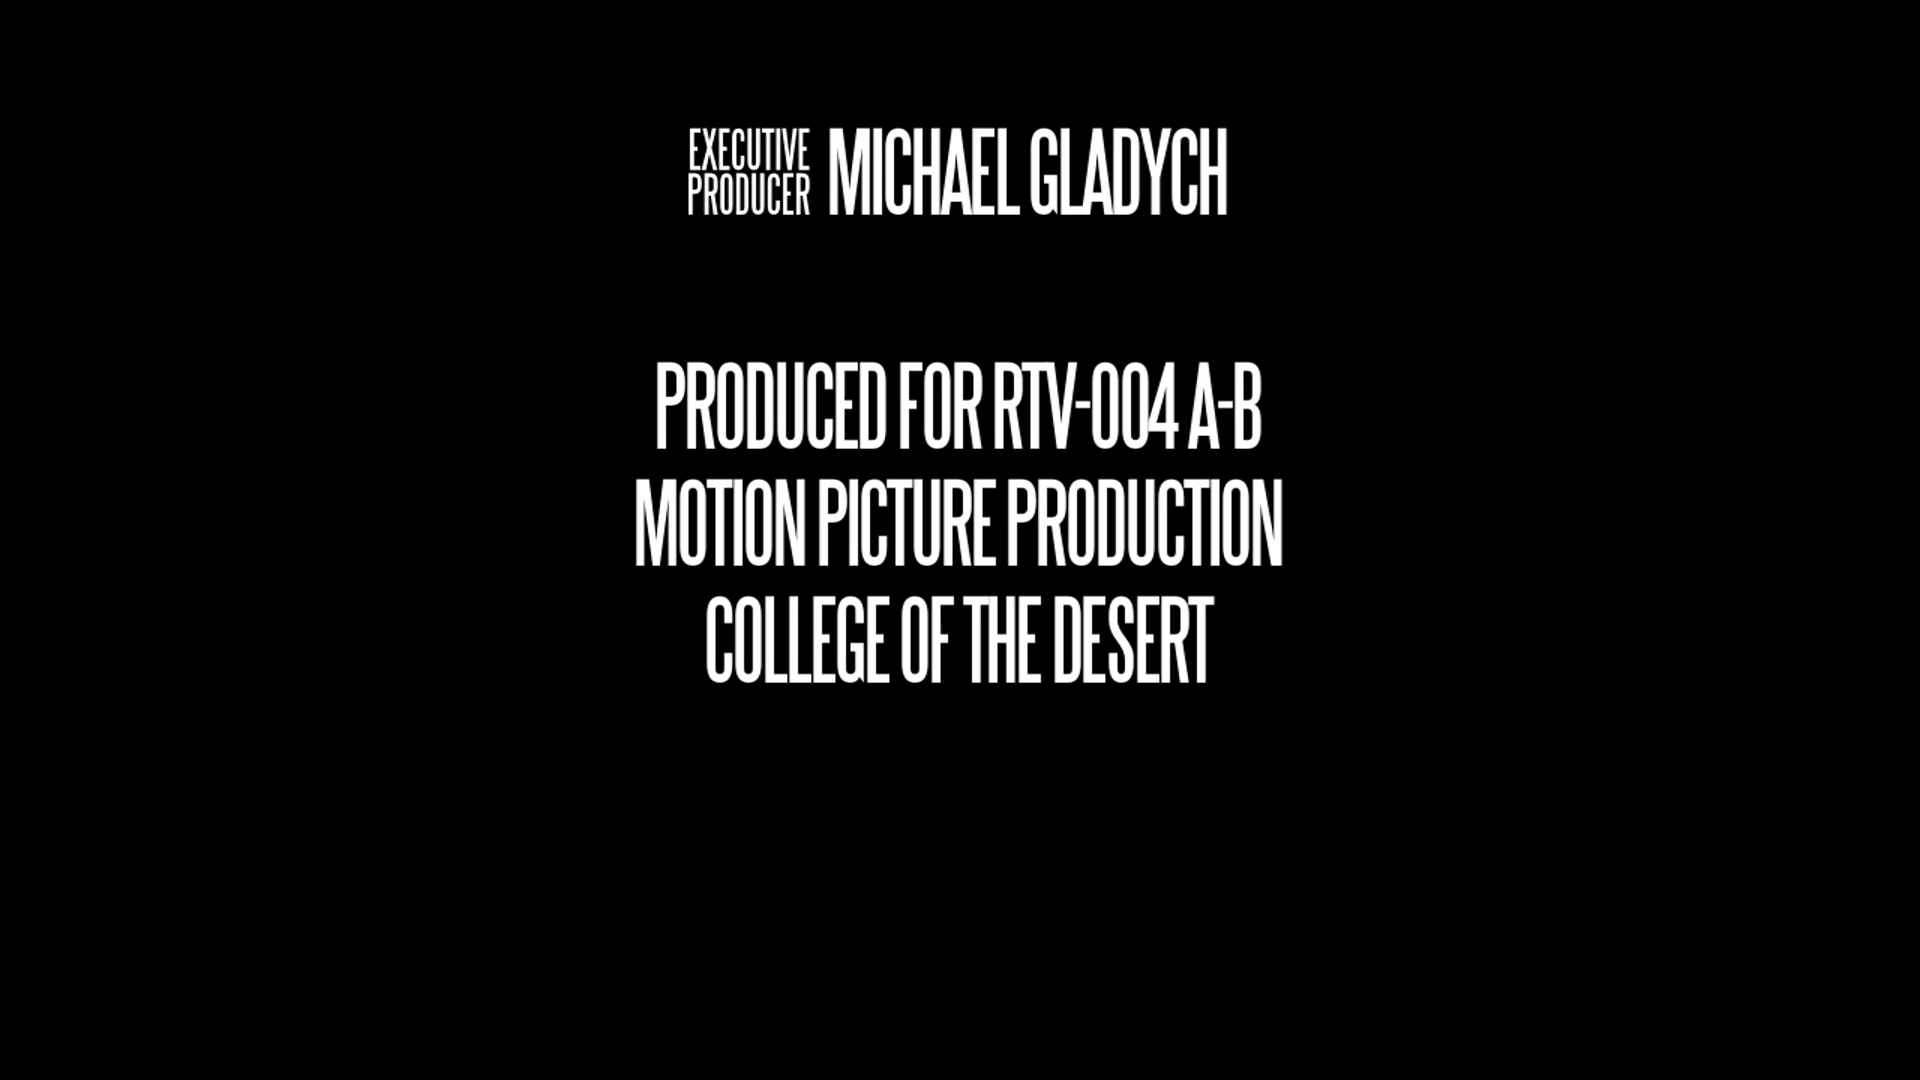 EXECUTIVE
PRODUCER
MICHAEL GLADYCH
PRODUCED FOR RTV-004 A-B
MOTION PICTURE PRODUCTION
COLLEGE OF THE DESERT